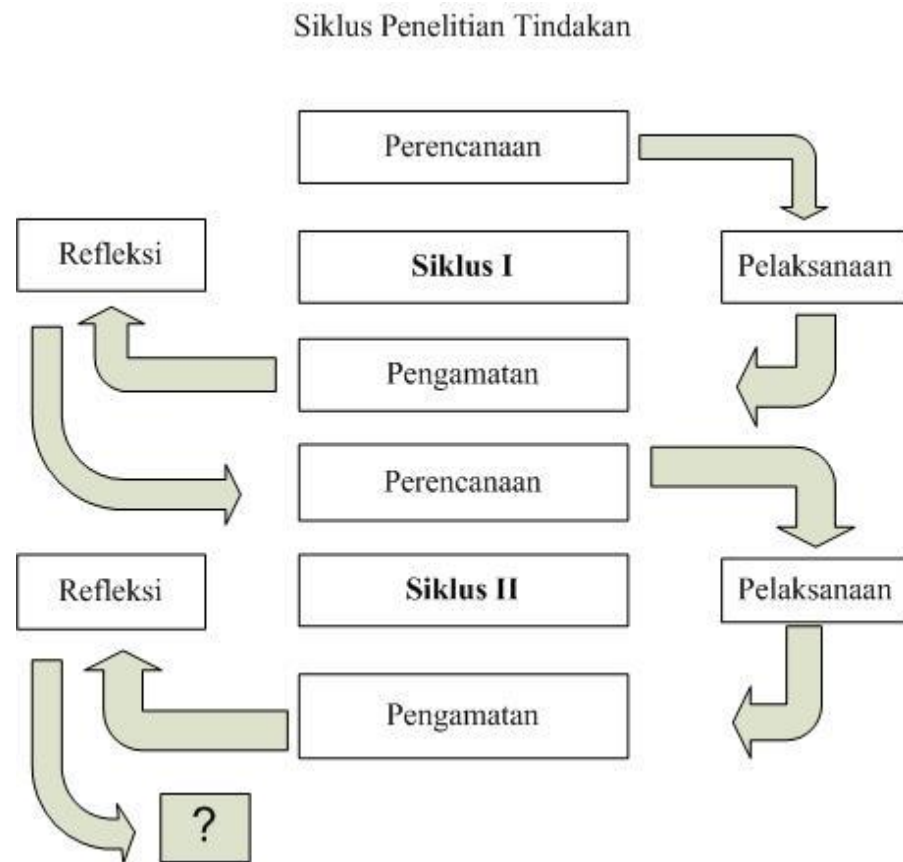 Siklus Penelitian Tindakan
Perencanaan
Refleksi
Siklus I
Pelaksanaan
Pengamatan
Perencanaan
Refleksi
Siklus II
Pelaksanaan
Pengamatan
?